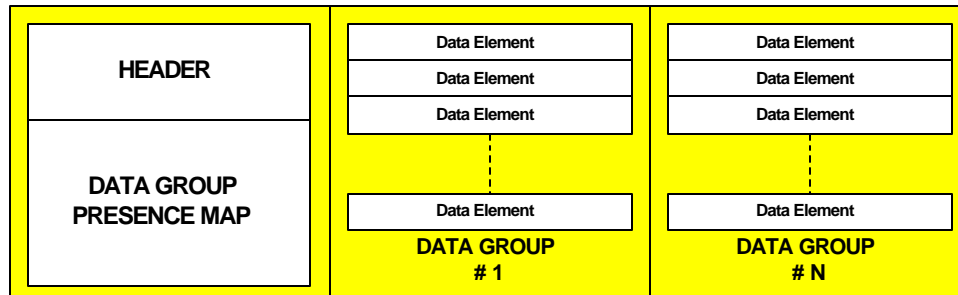 HEADER
DATA GROUP
PRESENCE MAP
Data Element
Data Element
Data Element
Data Element
DATA GROUP
# 1
Data Element
Data Element
Data Element
Data Element
DATA GROUP
# N